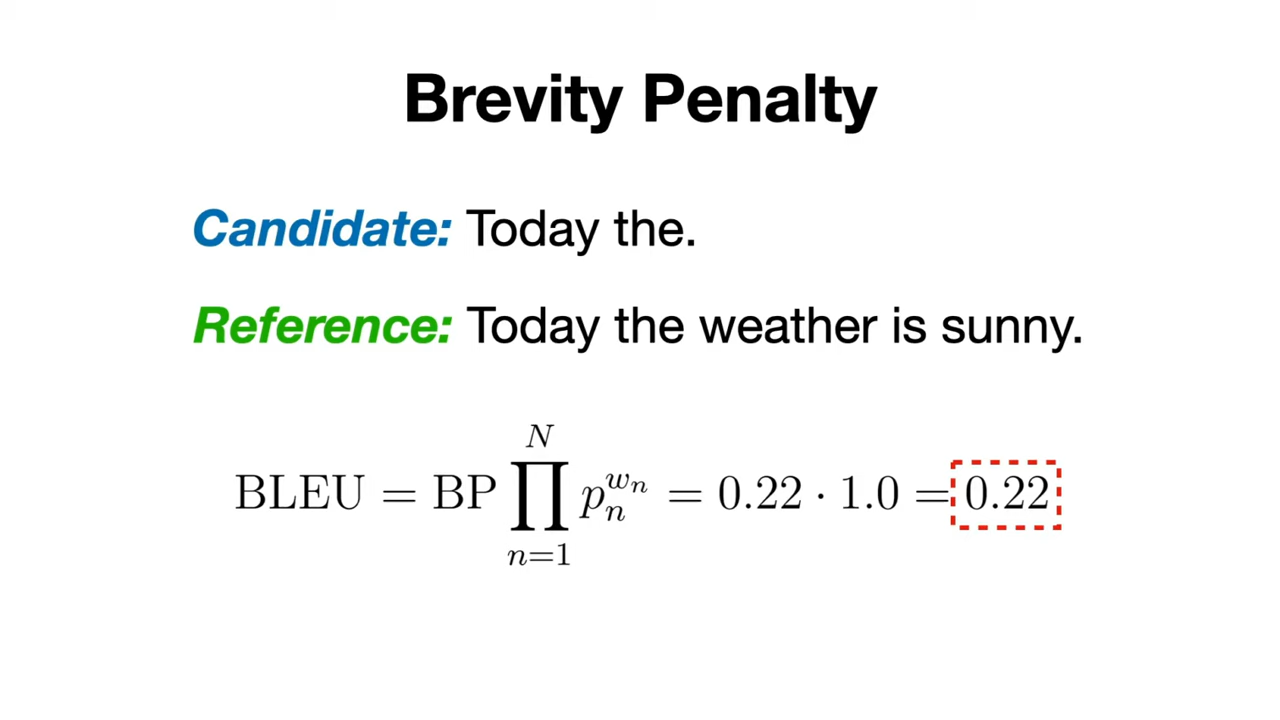 Brevity Penalty
Candidate: Today the.
Reference: Today the weather is sunny.
BLEU = BP ∏_{n=1}^{N} p_n^{w_n} = 0.22 · 1.0 = 0.22